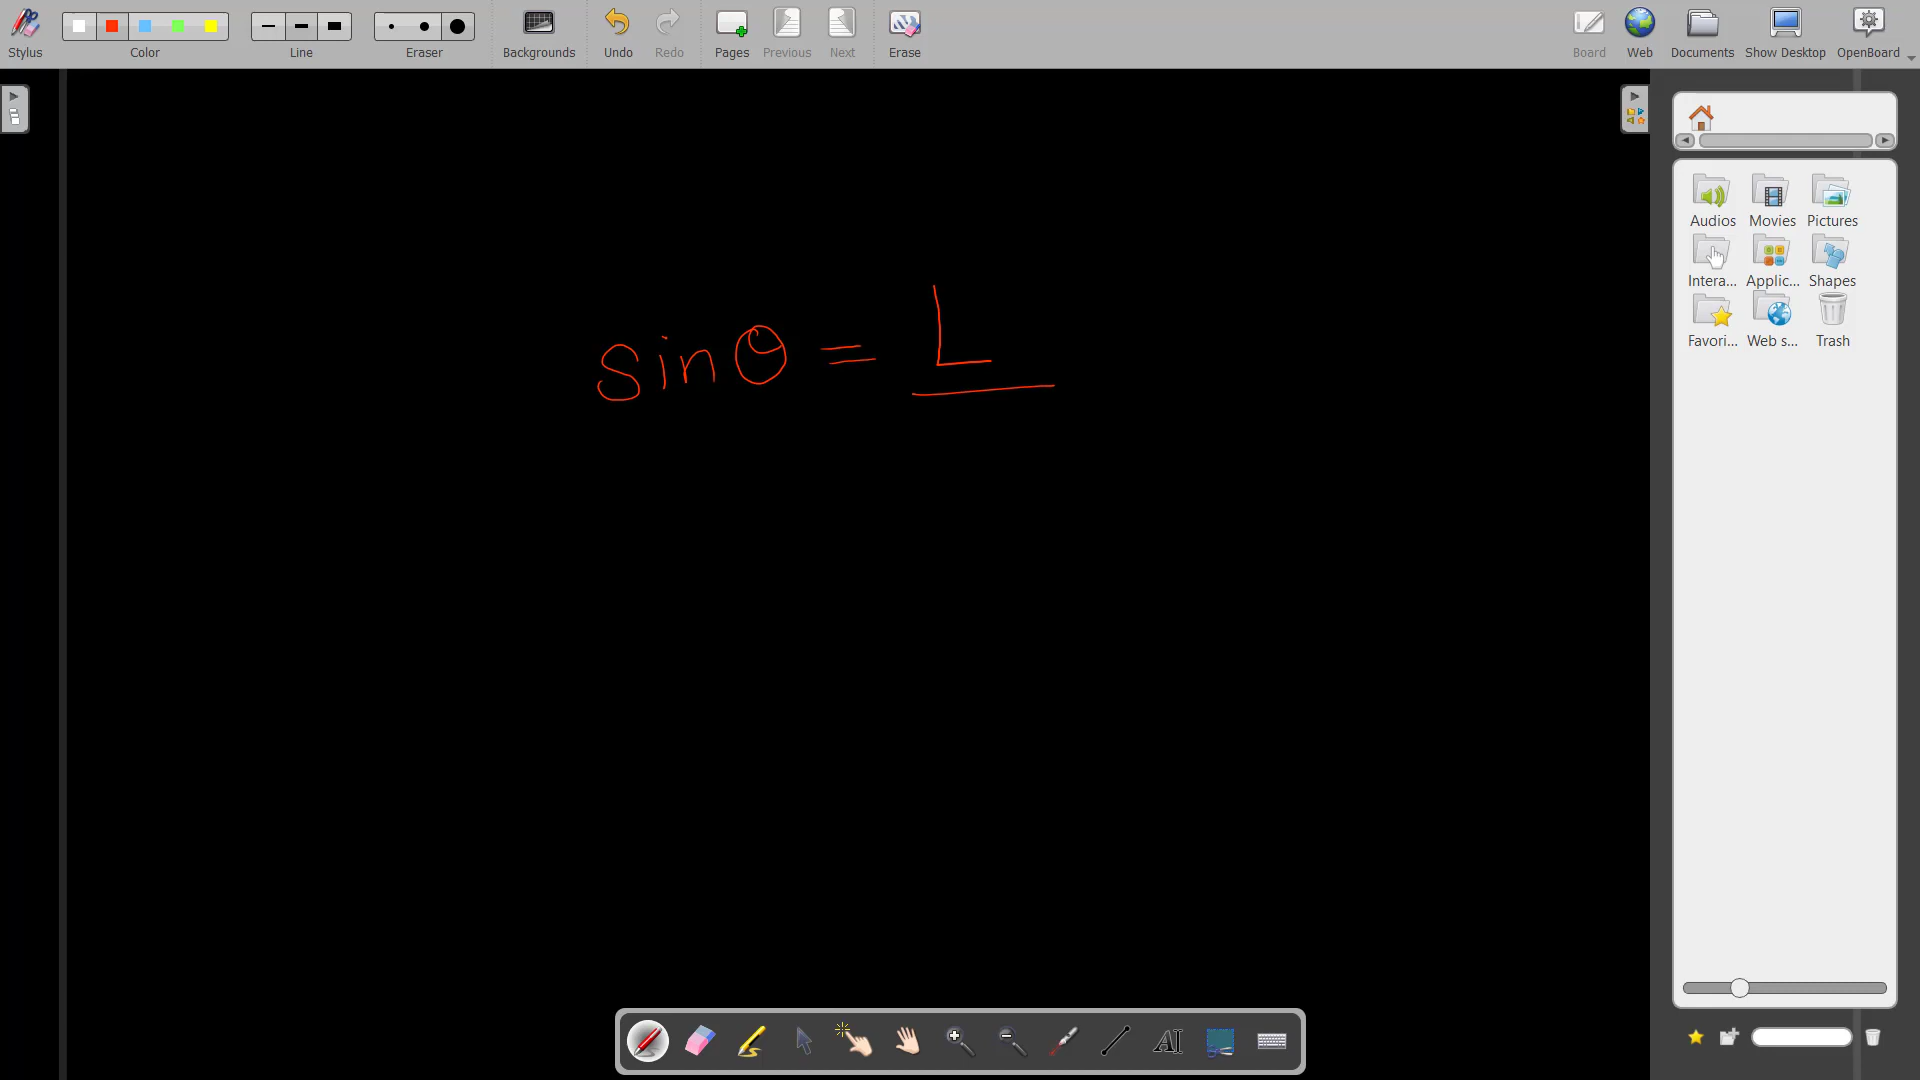 Stylus Color Line Eraser Backgrounds Undo Redo Pages Previous Next Erase Board Web Documents Show Desktop OpenBoard
sinθ = L
Audios Movies Pictures
Intera... Applic... Shapes
Favori... Web s... Trash
AI